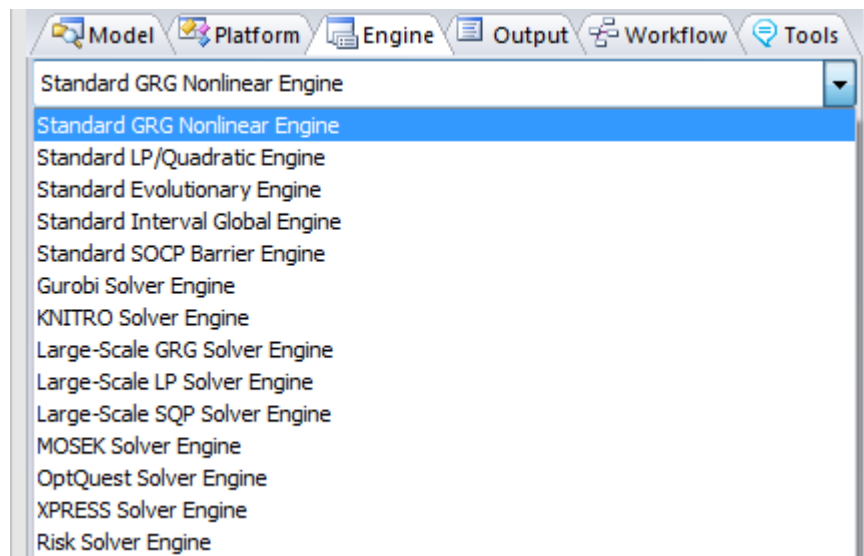 Model Platform Engine Output Workflow Tools
Standard GRG Nonlinear Engine
Standard GRG Nonlinear Engine
Standard LP/Quadratic Engine
Standard Evolutionary Engine
Standard Interval Global Engine
Standard SOCP Barrier Engine
Gurobi Solver Engine
KNITRO Solver Engine
Large-Scale GRG Solver Engine
Large-Scale LP Solver Engine
Large-Scale SQP Solver Engine
MOSEK Solver Engine
OptQuest Solver Engine
XPRESS Solver Engine
Risk Solver Engine